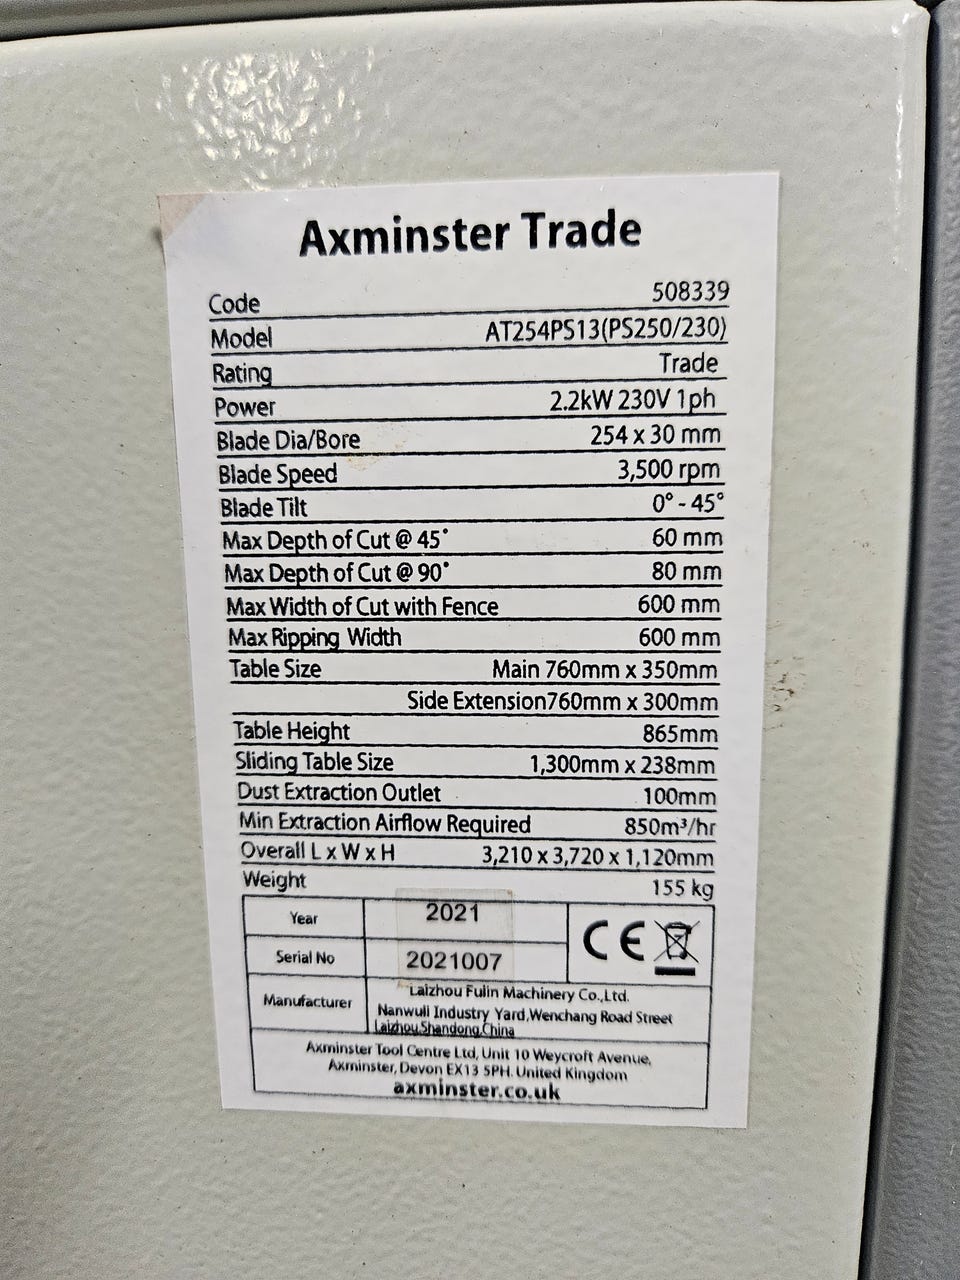 Axminster Trade
Code 508339
Model AT254PS13(PS250/230)
Rating Trade
Power 2.2kW 230V 1ph
Blade Dia/Bore 254 x 30 mm
Blade Speed 3,500 rpm
Blade Tilt 0° - 45°
Max Depth of Cut @ 45° 60 mm
Max Depth of Cut @ 90° 80 mm
Max Width of Cut with Fence 600 mm
Max Ripping Width 600 mm
Table Size Main 760mm x 350mm
Side Extension760mm x 300mm
Table Height 865mm
Sliding Table Size 1,300mm x 238mm
Dust Extraction Outlet 100mm
Min Extraction Airflow Required 850m³/hr
Overall L x W x H 3,210 x 3,720 x 1,120mm
Weight 155 kg
Year 2021
CE
Serial No 2021007
Manufacturer Laizhou Fulin Machinery Co.,Ltd.
Nanwuli Industry Yard,Wenchang Road Street
Laizhou,Shandong,China
Axminster Tool Centre Ltd, Unit 10 Weycroft Avenue,
Axminster, Devon EX13 5PH. United Kingdom
axminster.co.uk